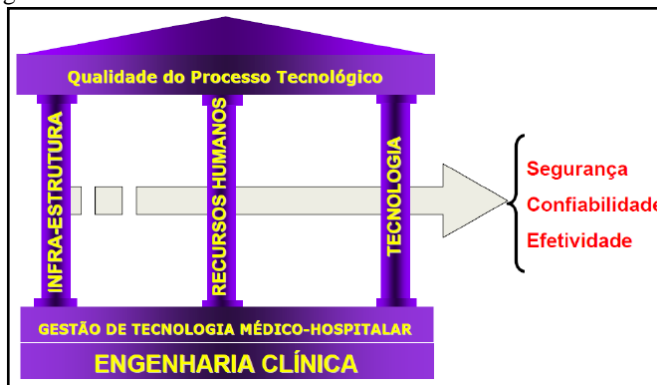 Qualidade do Processo Tecnológico
INFRA-ESTRUTURA
RECURSOS HUMANOS
TECNOLOGIA
Segurança
Confiabilidade
Efetividade
GESTÃO DE TECNOLOGIA MÉDICO-HOSPITALAR
ENGENHARIA CLÍNICA